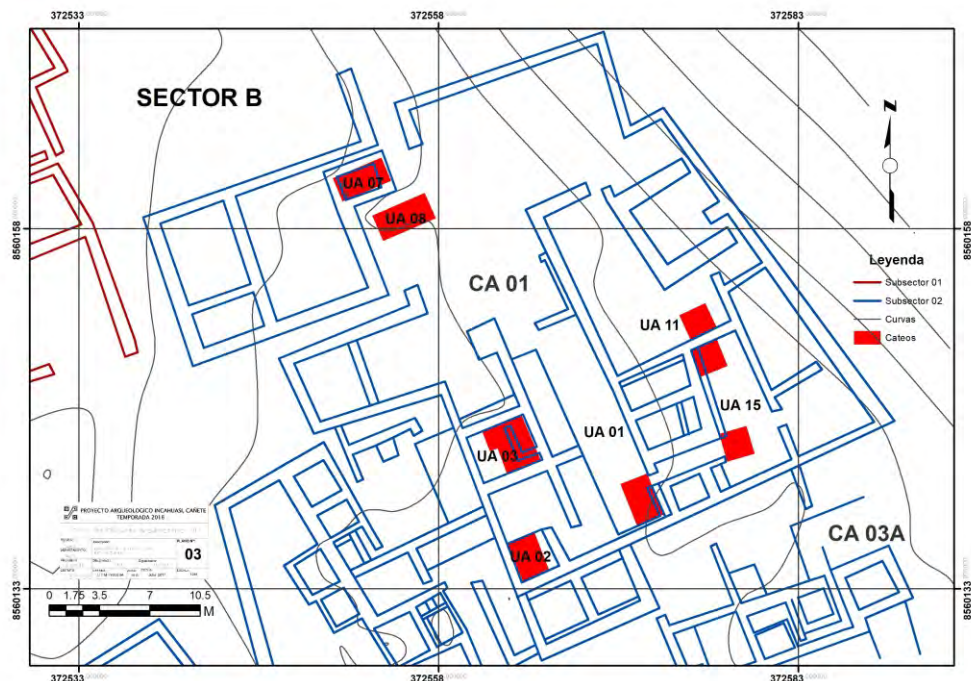 372533
372558
372583
SECTOR B
N
UA 07
UA 08
8560158
8560158
Leyenda
Subsector 01
Subsector 02
Curvas
Cateos
CA 01
UA 11
UA 15
UA 01
UA 03
UA 02
CA 03A
PROYECTO ARQUEOLOGICO INCAHUASI, CAÑETE
TEMPORADA 2016
03
0 1.75 3.5 7 10.5
M
8560133
8560133
372533
372558
372583